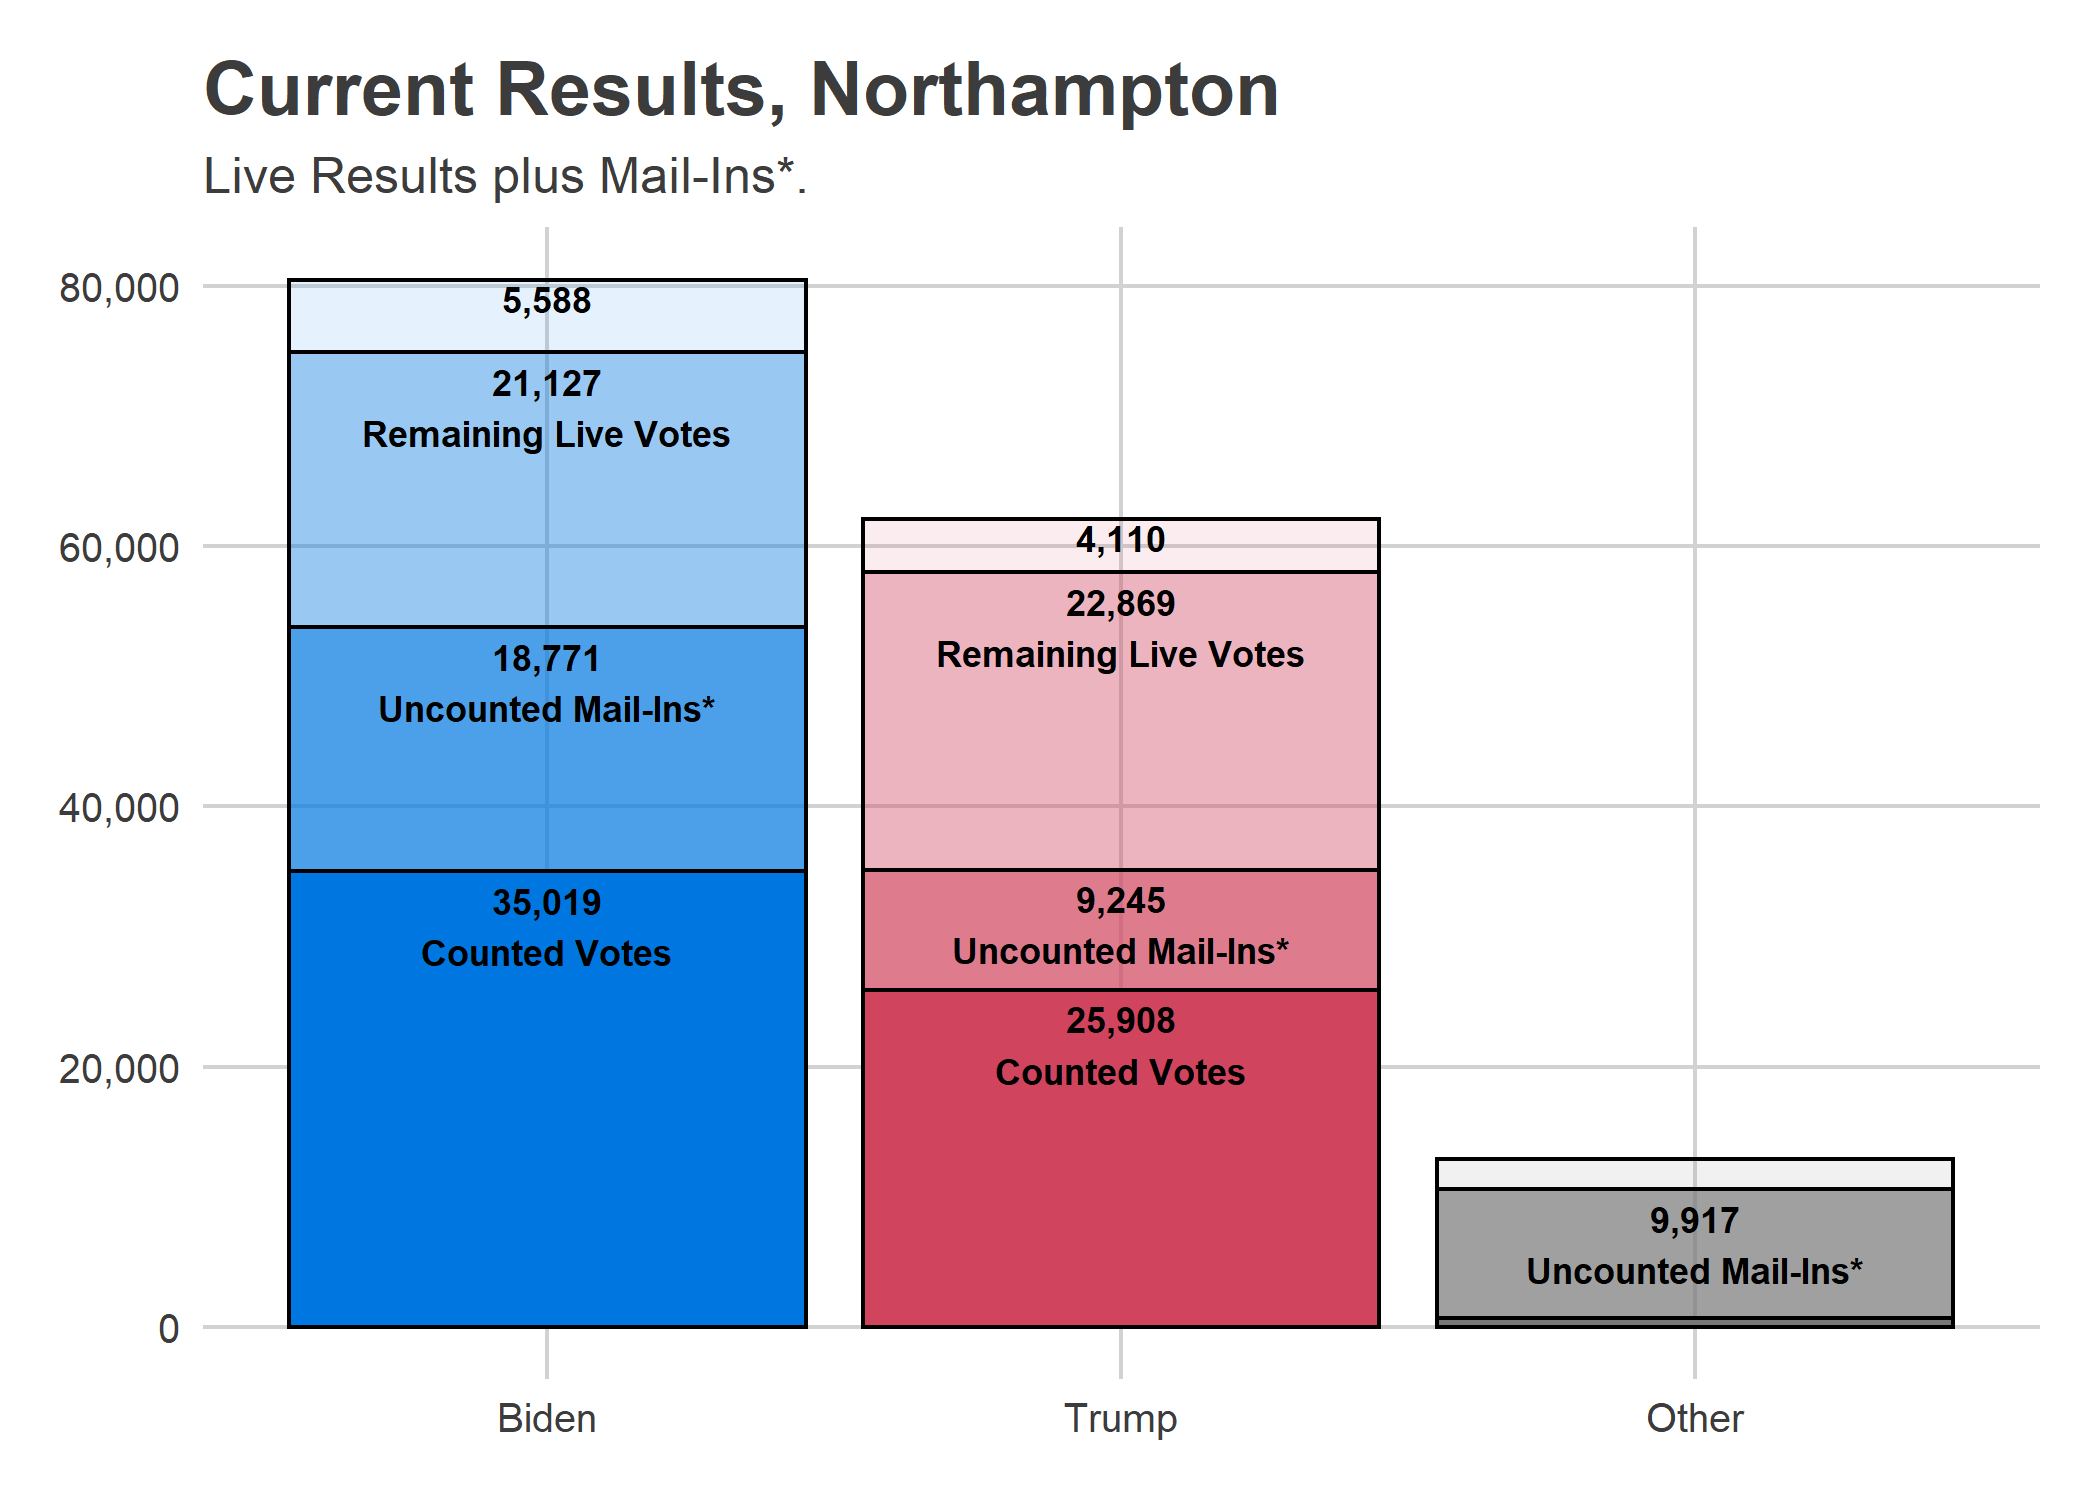 Current Results, Northampton
Live Results plus Mail-Ins*.
80,000
60,000
40,000
20,000
0
5,588
21,127
Remaining Live Votes
18,771
Uncounted Mail-Ins*
35,019
Counted Votes
4,110
22,869
Remaining Live Votes
9,245
Uncounted Mail-Ins*
25,908
Counted Votes
9,917
Uncounted Mail-Ins*
Biden
Trump
Other